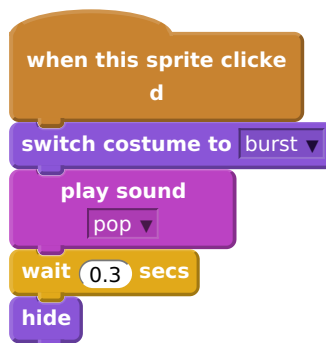 when this sprite clicke
d
switch costume to burst ▼
play sound
pop ▼
wait 0.3 secs
hide